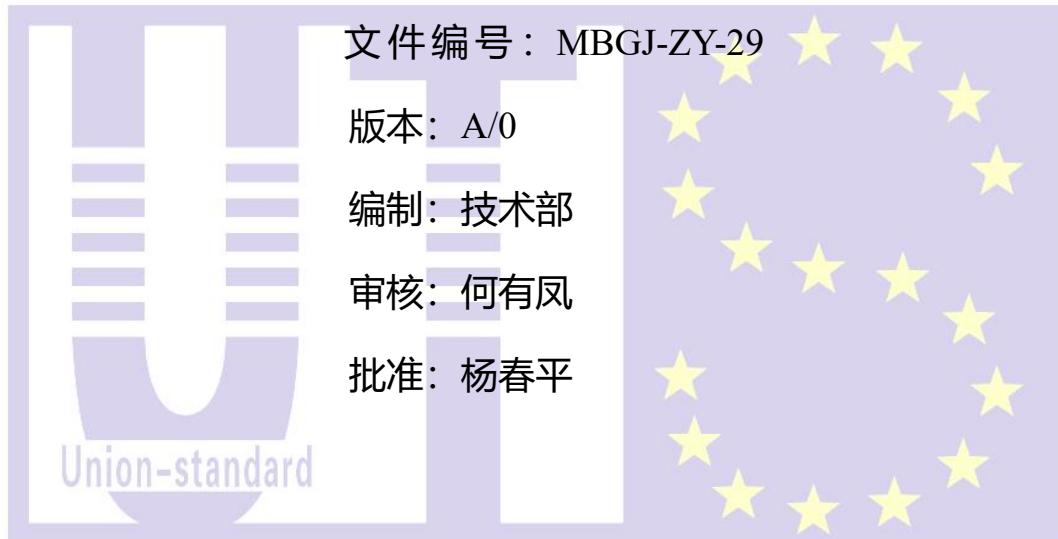 文件编号：MBGJ-ZY-29
版本：A/0
编制：技术部
审核：何有凤
批准：杨春平
Union-standard